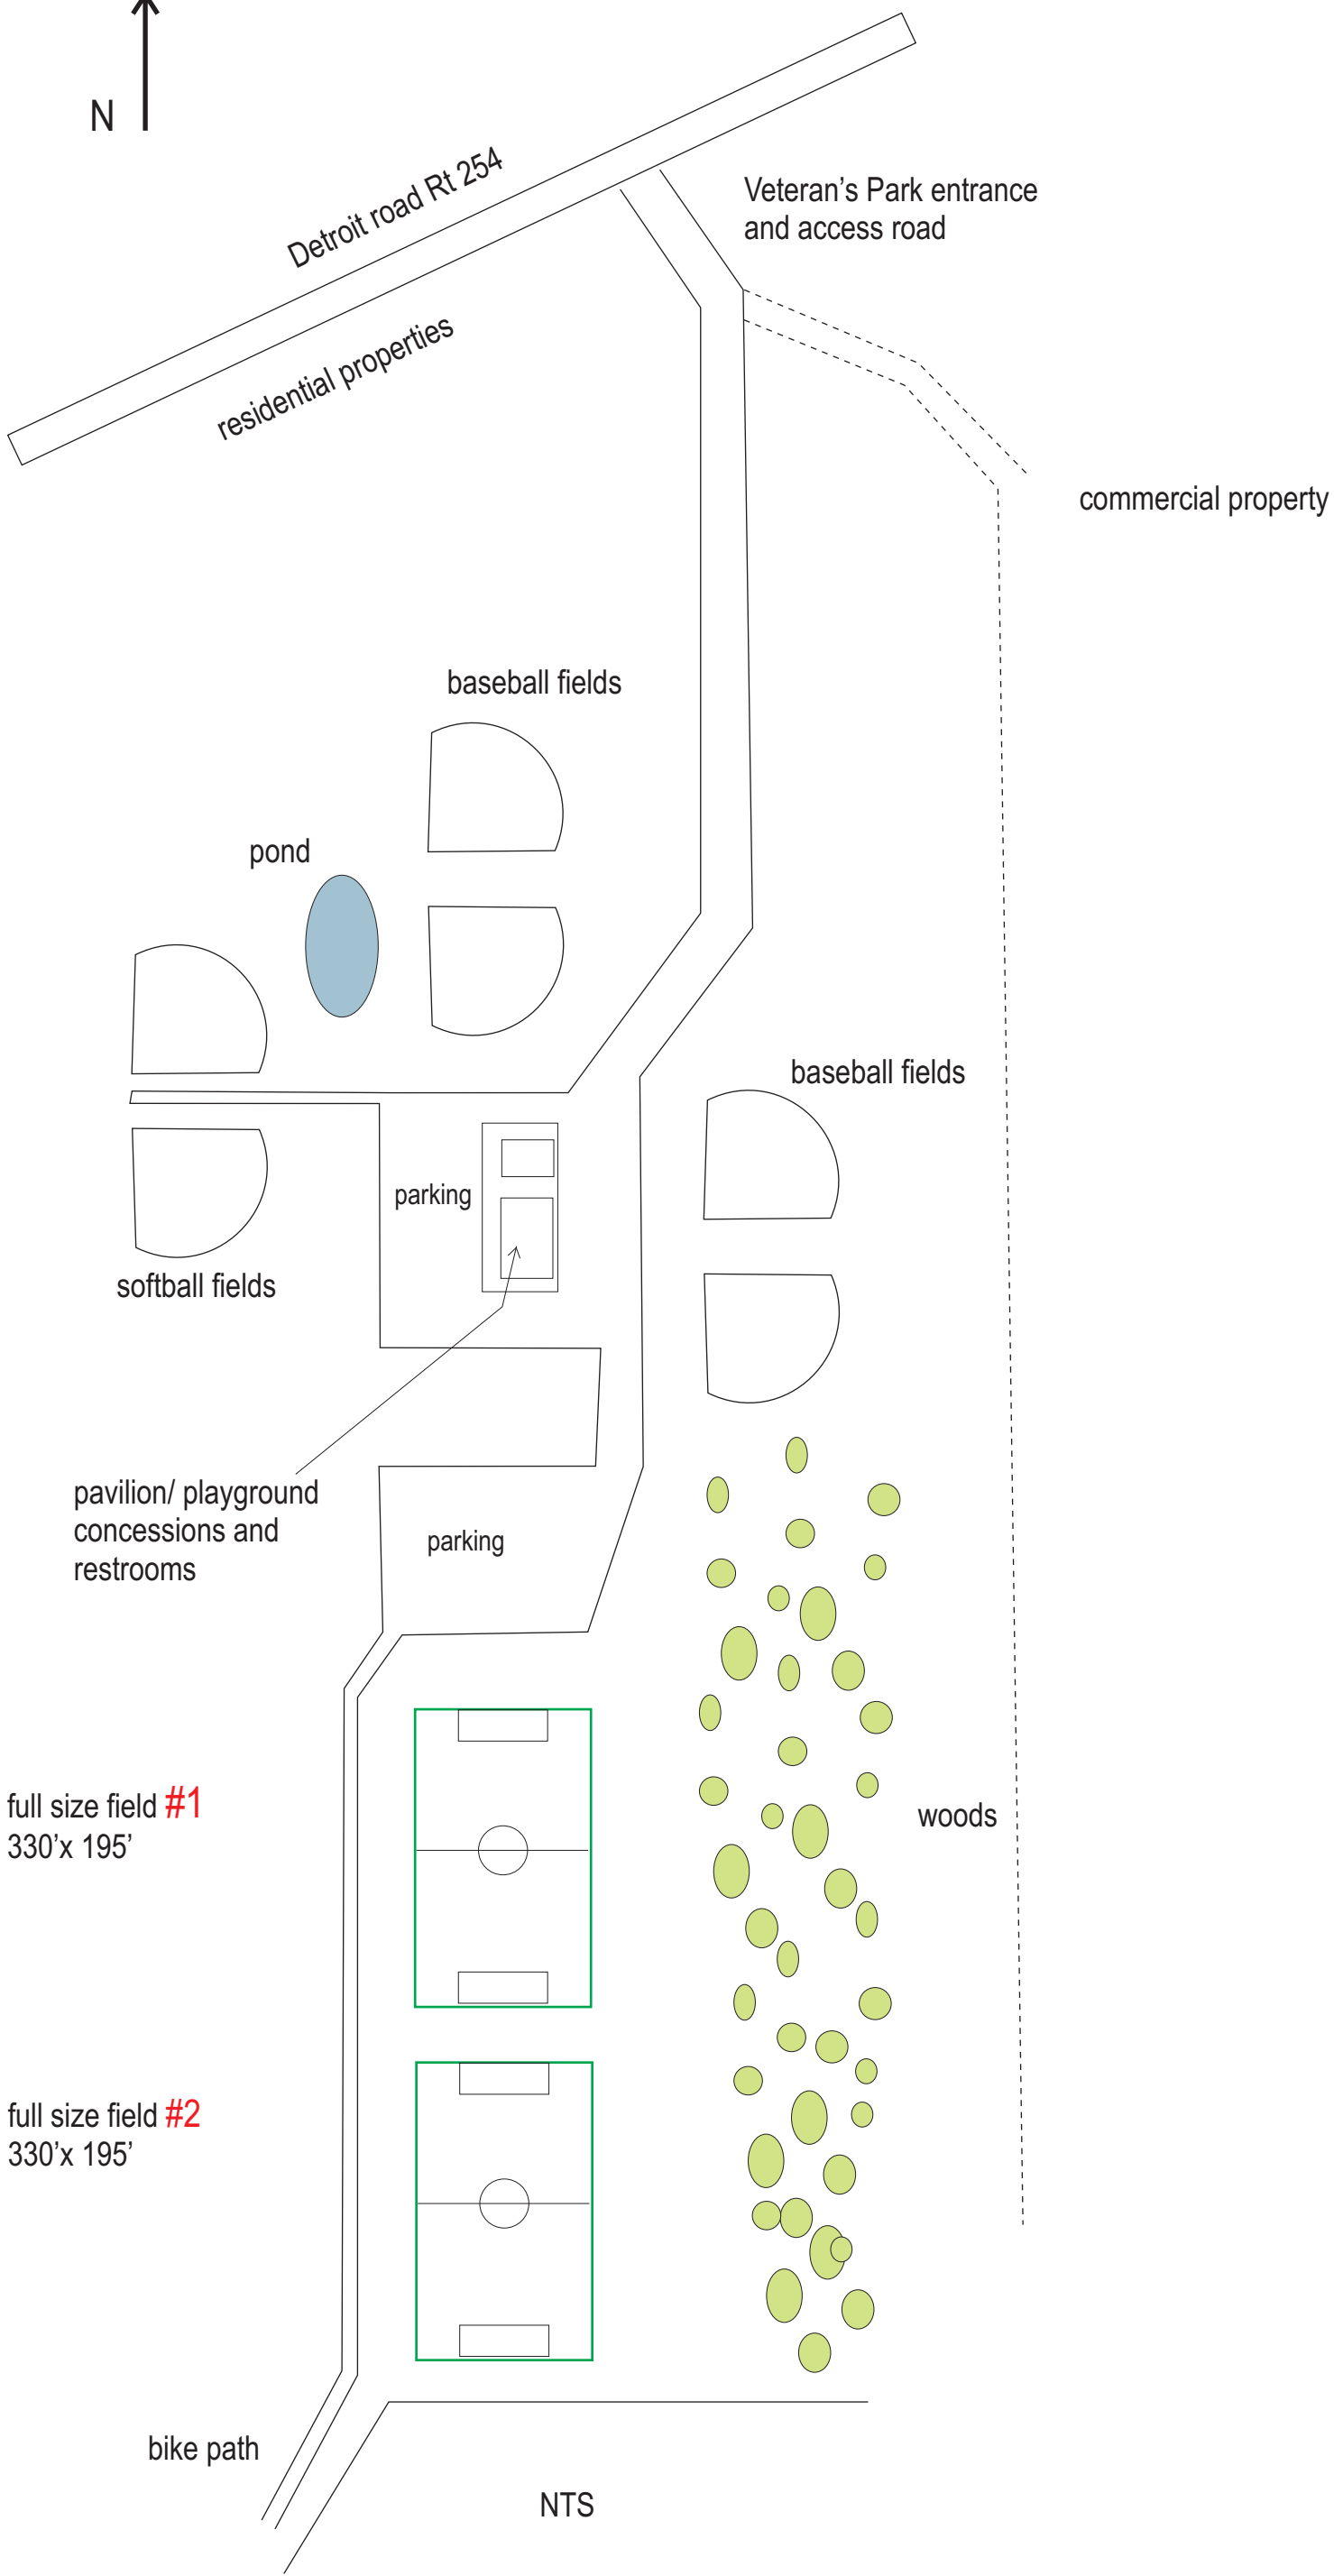 N
Detroit road Rt 254
Veteran’s Park entrance
and access road
residential properties
commercial property
baseball fields
pond
baseball fields
parking
softball fields
pavilion/ playground
concessions and
restrooms
parking
full size field #1
330’x 195’
woods
full size field #2
330’x 195’
bike path
NTS